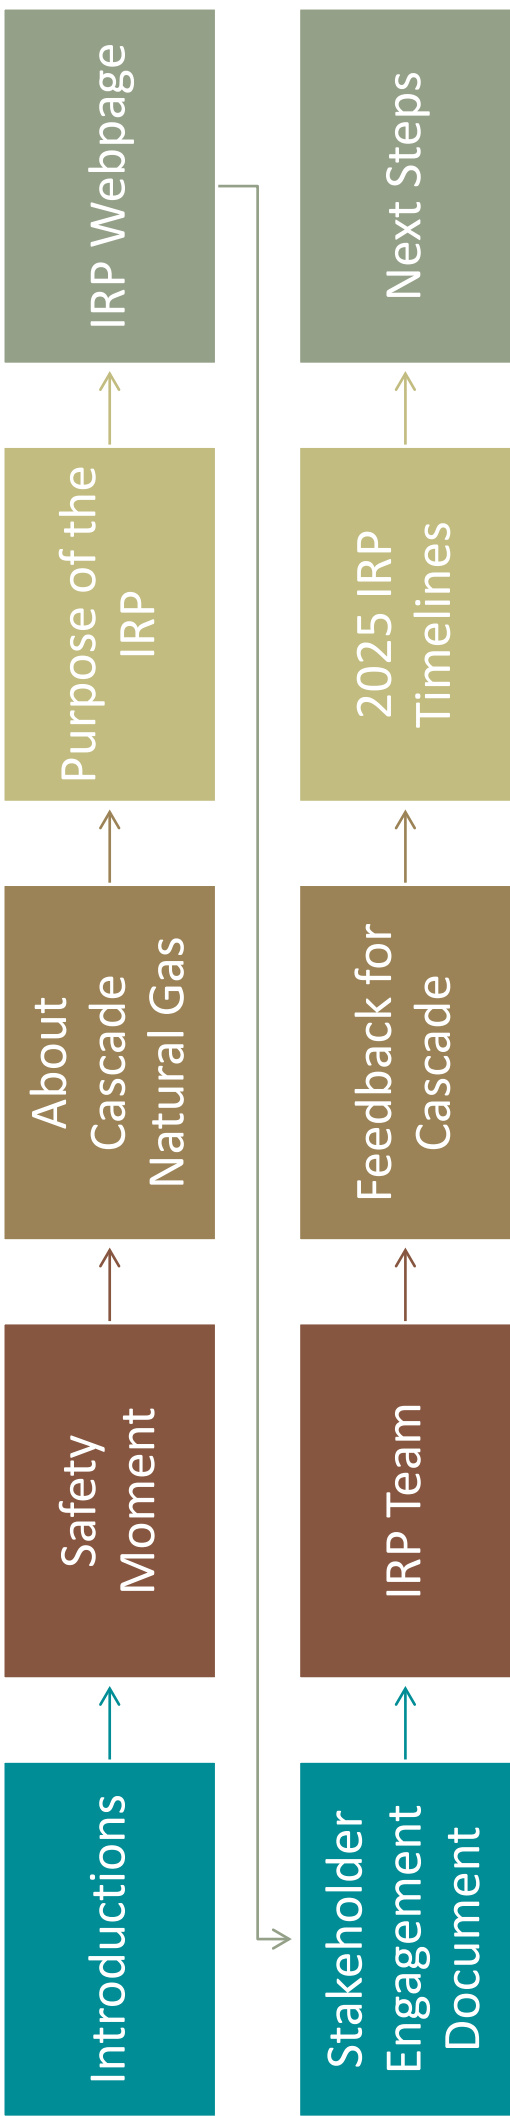 Introductions
Safety
Moment
About
Cascade
Natural Gas
Purpose of the
IRP
IRP Webpage
Stakeholder
Engagement
Document
IRP Team
Feedback for
Cascade
2025 IRP
Timelines
Next Steps